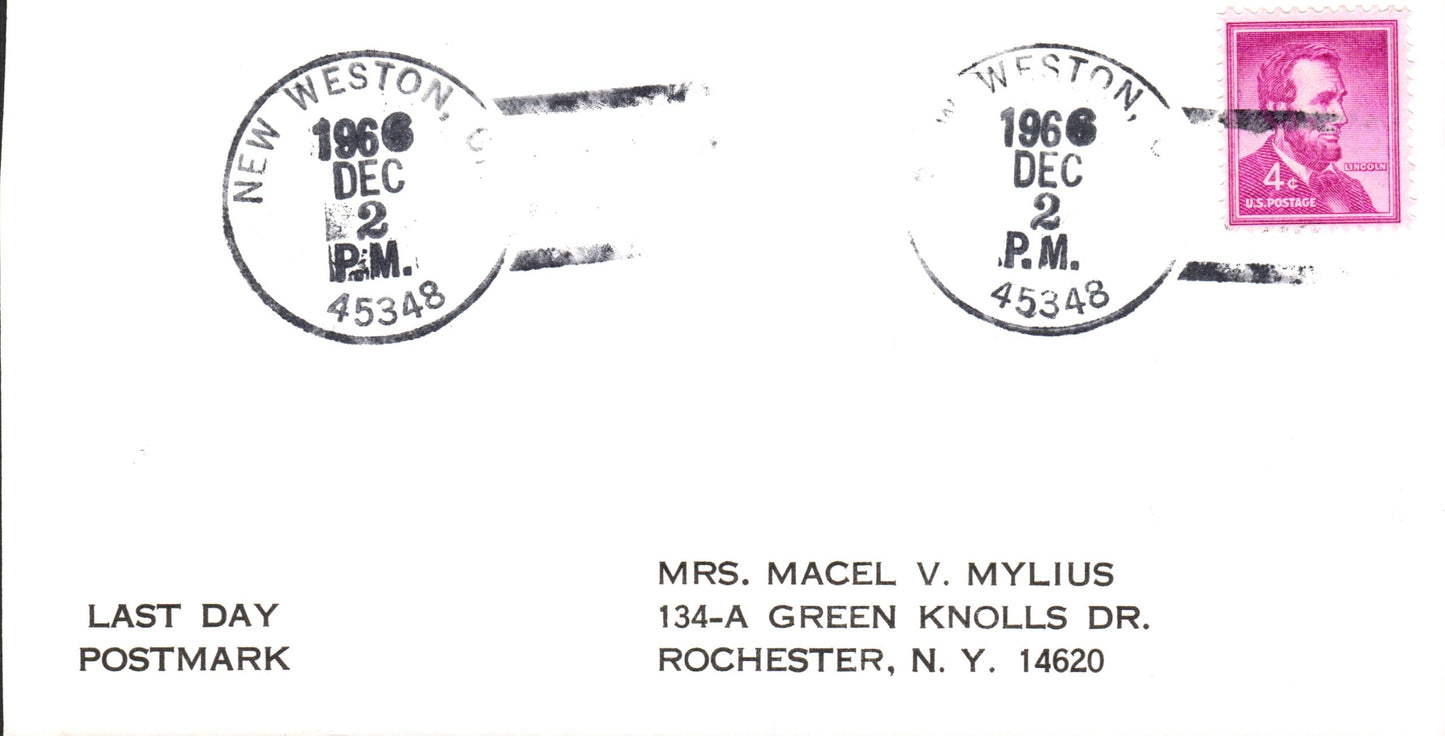 NEW WESTON,
1966
DEC
2
P.M.
45348
WESTON,
1966
DEC
2
P.M.
45348
LINCOLN
4¢
U.S. POSTAGE
LAST DAY
POSTMARK
MRS. MACEL V. MYLIUS
134-A GREEN KNOLLS DR.
ROCHESTER, N. Y. 14620